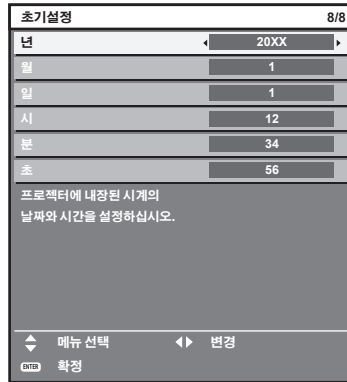 초기설정 8/8
년 20XX
월 1
일 1
시 12
분 34
초 56
프로젝터에 내장된 시계의
날짜와 시간을 설정하십시오.
메뉴 선택 변경
ENTER 확정